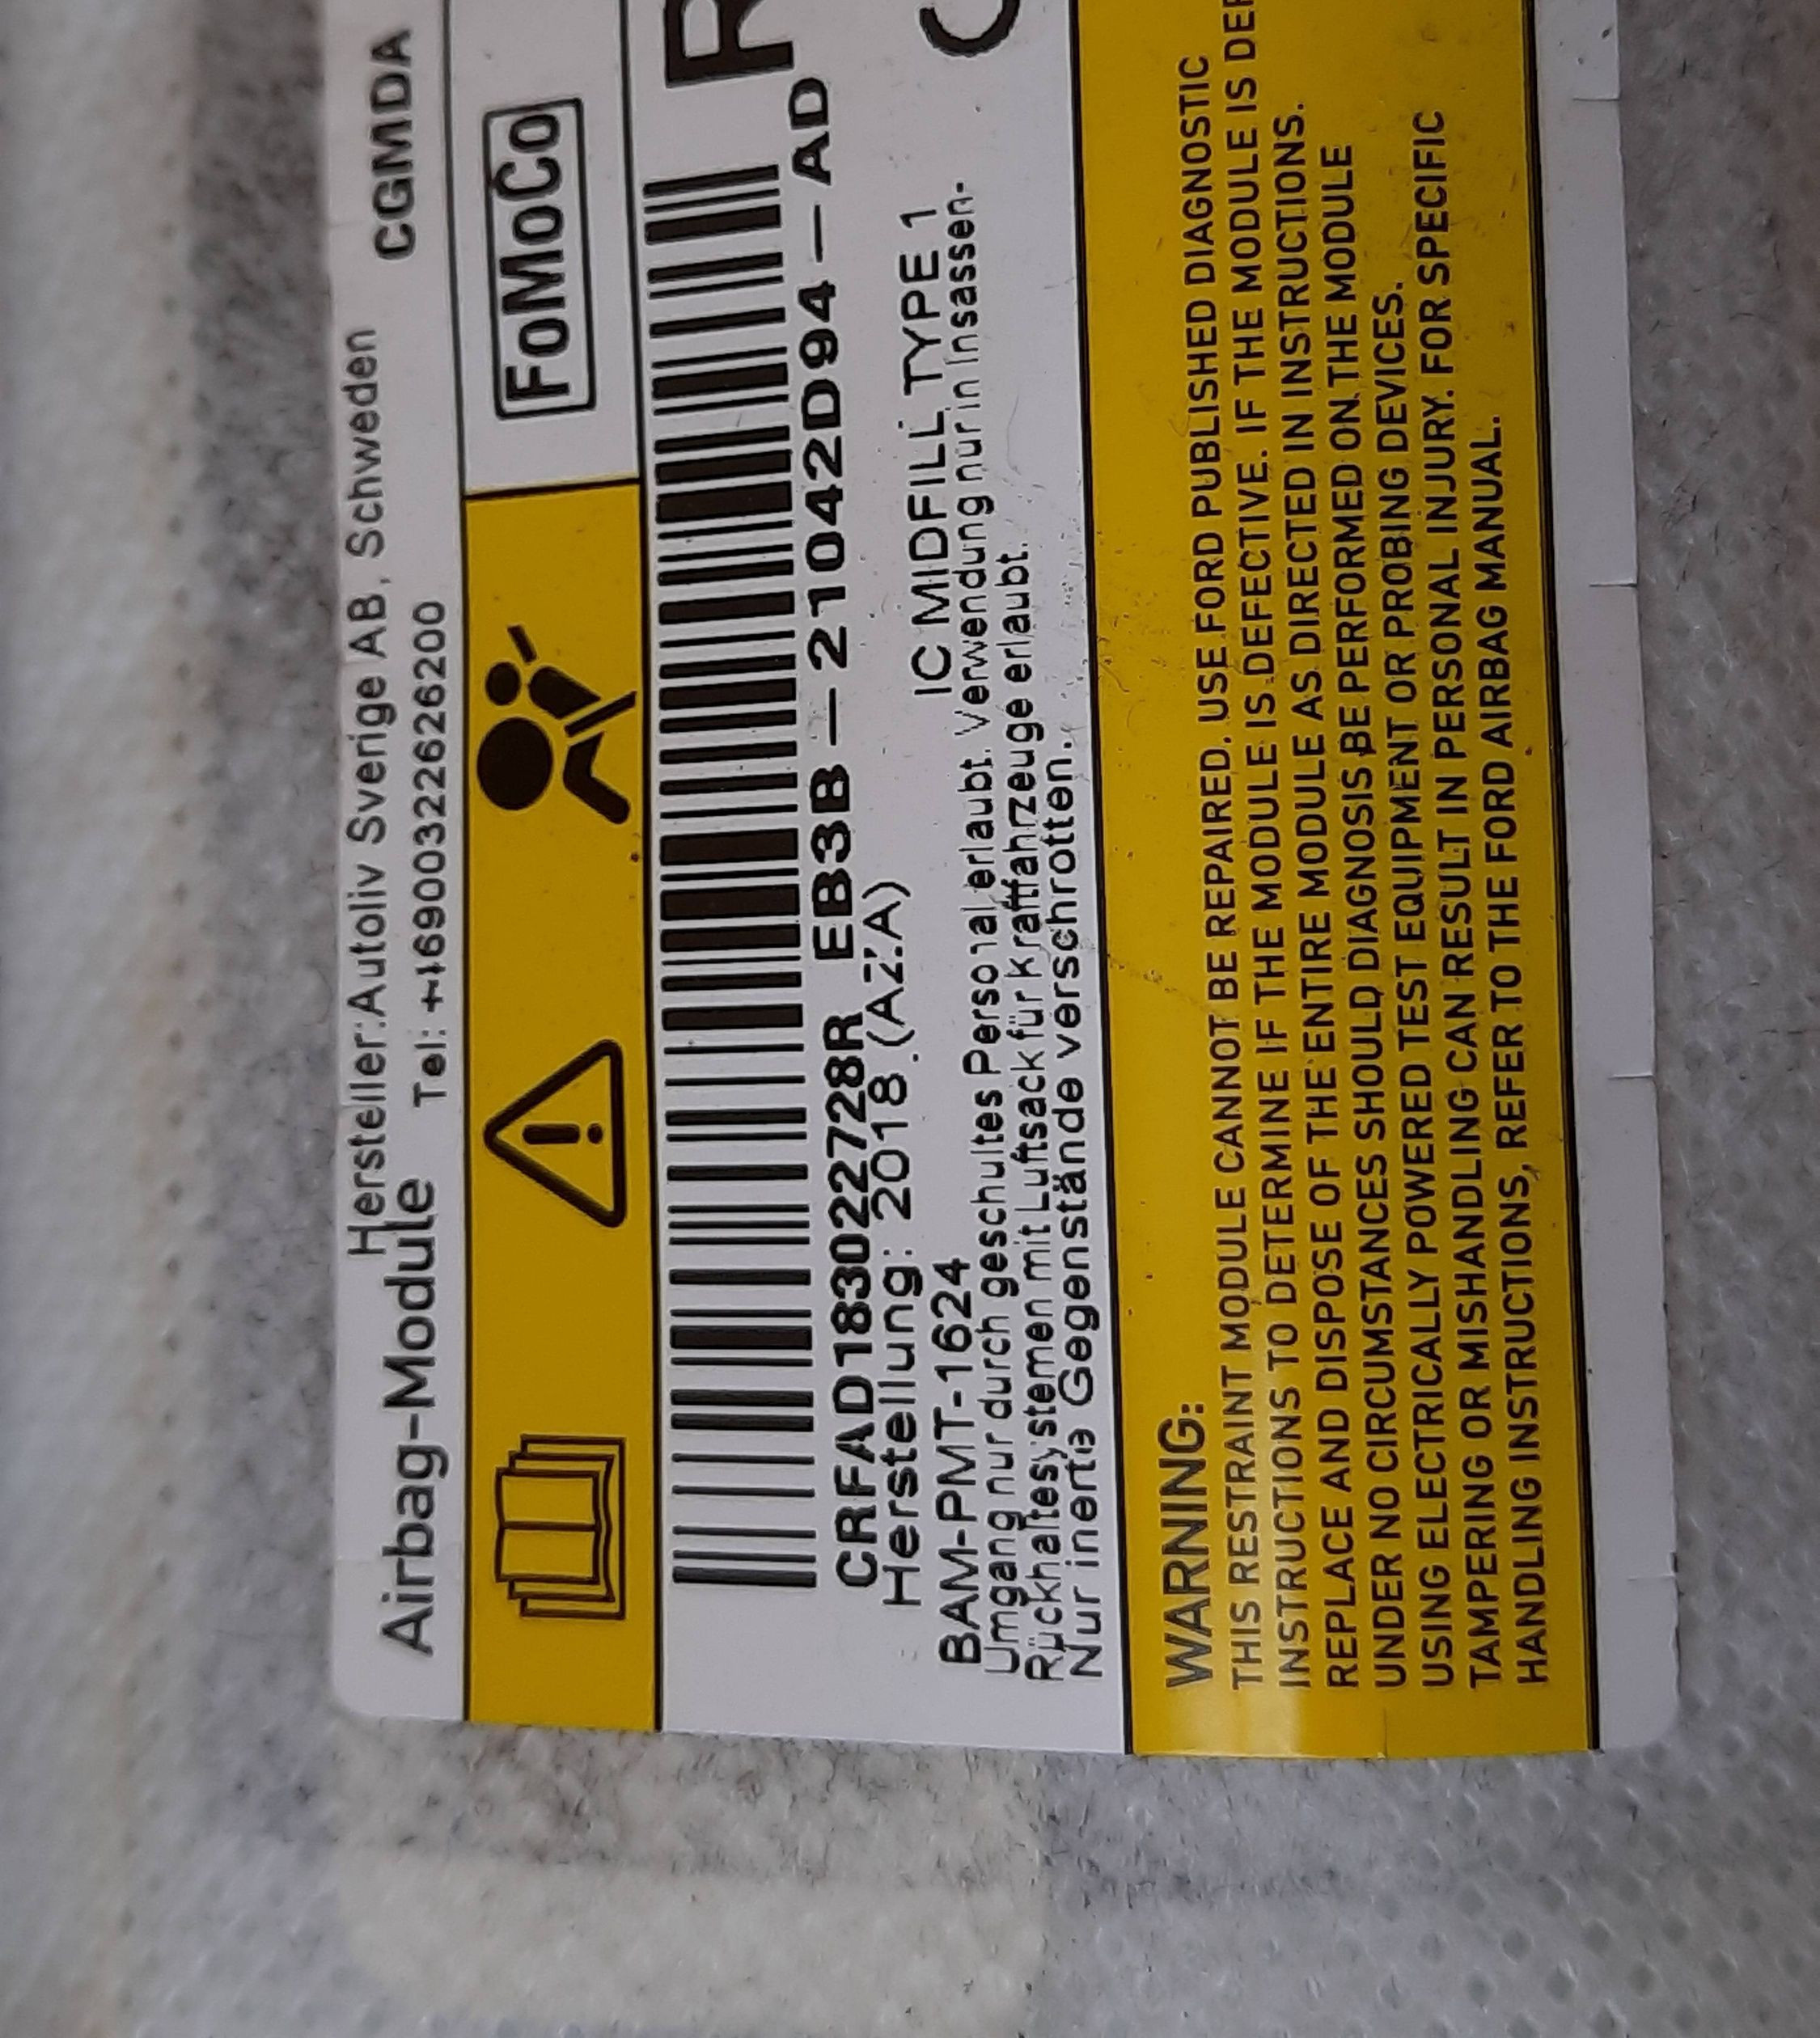 Hersteller:Autoliv Sverige AB, Schweden
Airbag-Module Tel: ++690032262626200 CGMDA
FoMoCo
CRFAD183022728R EB3B-21042D94-AD
Herstellung: 2018 (AZ:A)
BAM-PMT-1624 IC MIDFILL TYPE 1
Umgang nur durch geschultes Personal erlaubt. Verwendung nur in Insassen-
Rückhaltesystemen mit Luftsack für Kraftfahrzeuge erlaubt.
Nur inerte Gegenstände verschrotten.
WARNING:
THIS RESTRAINT MODULE CANNOT BE REPAIRED. USE FORD PUBLISHED DIAGNOSTIC
INSTRUCTIONS TO DETERMINE IF THE MODULE IS DEFECTIVE. IF THE MODULE IS DEF
REPLACE AND DISPOSE OF THE ENTIRE MODULE AS DIRECTED IN INSTRUCTIONS.
UNDER NO CIRCUMSTANCES SHOULD DIAGNOSIS BE PERFORMED ON THE MODULE
USING ELECTRICALLY POWERED TEST EQUIPMENT OR PROBING DEVICES.
TAMPERING OR MISHANDLING CAN RESULT IN PERSONAL INJURY. FOR SPECIFIC
HANDLING INSTRUCTIONS, REFER TO THE FORD AIRBAG MANUAL.